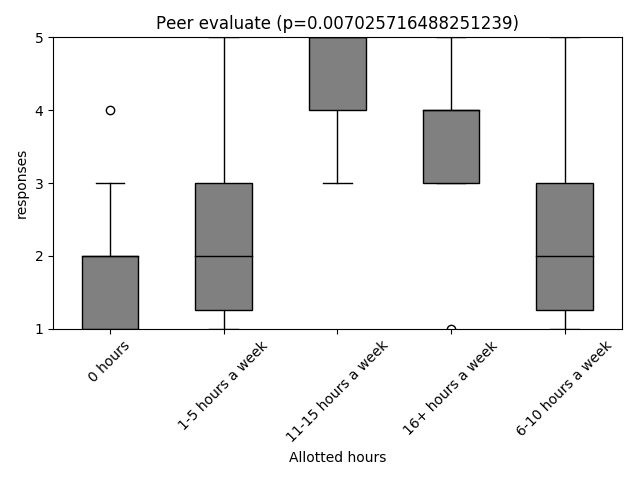 Peer evaluate (p=0.007025716488251239)
5
4
3
2
1
responses
0 hours
1-5 hours a week
11-15 hours a week
16+ hours a week
6-10 hours a week
Allotted hours